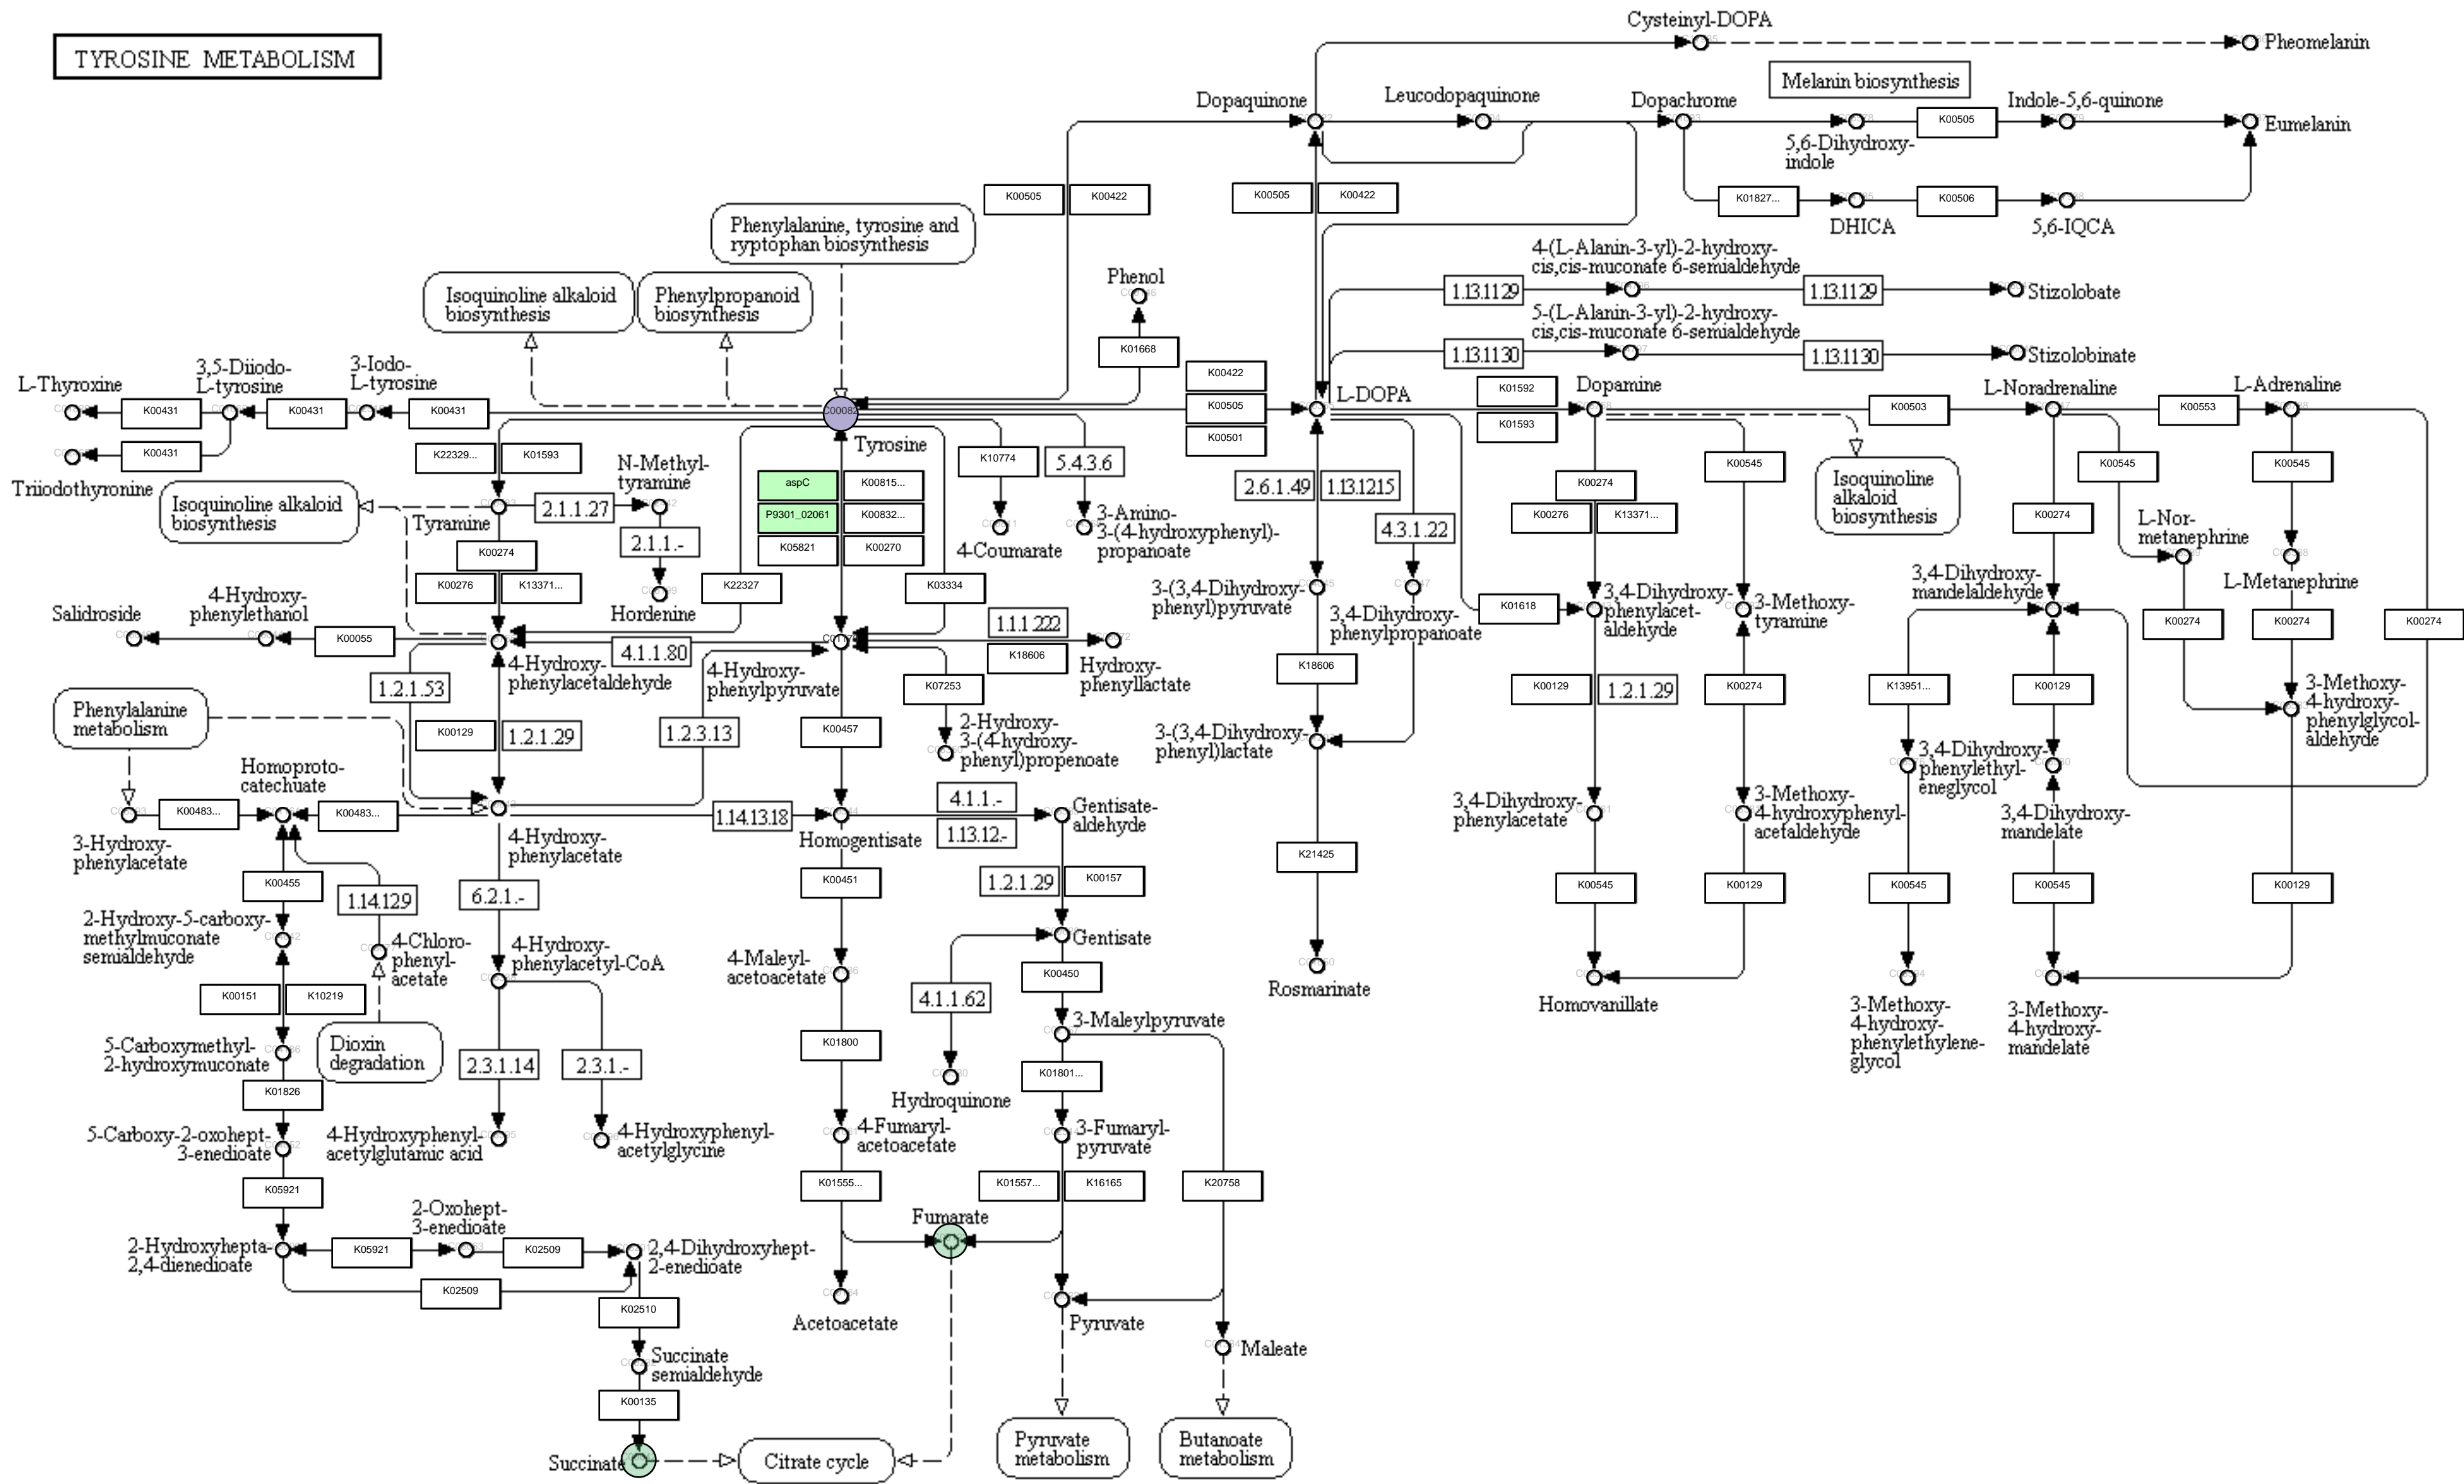 Cysteinyl-DOPA
TYROSINE METABOLISM
Pheomelanin
Melanin biosynthesis
Dopaquinone
Leucodopaquinone
Dopachrome
Indole-5,6-quinone
K00505
Eumelanin
5,6-Dihydroxy-
indole
K00505
K00422
K00505
K00422
K01827...
K00506
DHICA
5,6-IQCA
Phenylalanine, tyrosine and
ryptophan biosynthesis
4-(L-Alanin-3-yl)-2-hydroxy-
cis,cis-muconate 6-semialdehyde
Phenol
Isoquinoline alkaloid
biosynthesis
Phenylpropanoid
biosynthesis
1.13.1129
1.13.1129
Stizolobate
5-(L-Alanin-3-yl)-2-hydroxy-
cis,cis-muconate 6-semialdehyde
K01668
1.13.1130
1.13.1130
Stizolobinate
L-Thyroxine
3,5-Diiodo-
L-tyrosine
3-Iodo-
L-tyrosine
K00422
K01592
Dopamine
L-Noradrenaline
L-Adrenaline
K00431
K00431
K00431
C00082
K00505
L-DOPA
K01593
K00503
K00553
K00501
Tyrosine
K00431
Triiodothyronine
K22329...
K01593
N-Methyl-
tyramine
K10774
5.4.3.6
K00545
K00545
K00545
Isoquinoline alkaloid
biosynthesis
Tyramine
2.1.1.27
aspC
K00815...
2.6.1.49
1.13.1215
K00274
Isoquinoline
alkaloid
biosynthesis
P9301_02061
K00832...
K00276
K13371...
K00274
L-Nor-
metanephrine
2.1.1.-
K05821
K00270
4-Coumarate
3-Amino-
3-(4-hydroxyphenyl)-
propanoate
4.3.1.22
K00274
K00276
K13371...
Hordenine
K22327
K03334
3-(3,4-Dihydroxy-
phenyl)pyruvate
3,4-Dihydroxy-
phenylpropanoate
K01618
3,4-Dihydroxy-
phenylacet-
aldehyde
3-Methoxy-
tyramine
3,4-Dihydroxy-
mandelaldehyde
L-Metanephrine
Salidroside
4-Hydroxy-
phenylethanol
K00055
4.1.1.80
1.1.1.222
K18606
Hydroxy-
phenyllactate
K00274
K00274
K00274
4-Hydroxy-
phenylacetaldehyde
4-Hydroxy-
phenylpyruvate
1.2.1.53
K07253
K18606
K00129
1.2.1.29
K00274
K13951...
K00129
3-Methoxy-
4-hydroxy-
phenylglycol-
aldehyde
Phenylalanine
metabolism
K00129
1.2.1.29
1.2.3.13
K00457
2-Hydroxy-
3-(4-hydroxy-
phenyl)propenoate
3-(3,4-Dihydroxy-
phenyl)lactate
3,4-Dihydroxy-
phenylethyl-
eneglycol
Homoproto-
catechuate
K00483...
K00483...
1.14.13.18
4.1.1.-
1.13.12.-
Gentisate-
aldehyde
3,4-Dihydroxy-
phenylacetate
3-Methoxy-
4-hydroxyphenyl-
acetaldehyde
3,4-Dihydroxy-
mandelate
3-Hydroxy-
phenylacetate
4-Hydroxy-
phenylacetate
Homogentisate
K00455
1.14.12.9
6.2.1.-
K00451
1.2.1.29
K00157
K21425
K00545
K00129
K00545
K00545
K00129
2-Hydroxy-5-carboxy-
methylmuconate
semialdehyde
4-Chloro-
phenyl-
acetate
4-Hydroxy-
phenylacetyl-CoA
4-Maleyl-
acetoacetate
Gentisate
K00151
K10219
4.1.1.62
K00450
Rosmarinate
Homovanillate
3-Methoxy-
4-hydroxy-
phenylethylene-
glycol
3-Methoxy-
4-hydroxy-
mandelate
5-Carboxymethyl-
2-hydroxymuconate
Dioxin
degradation
2.3.1.14
2.3.1.-
K01800
3-Maleylpyruvate
K01801...
K01826
Hydroquinone
5-Carboxy-2-oxohept-
3-enedioate
4-Hydroxyphenyl-
acetylglutamic acid
4-Hydroxyphenyl-
acetylglycine
4-Fumaryl-
acetoacetate
3-Fumaryl-
pyruvate
K05921
K01555...
K01557...
K16165
K20758
2-Oxohept-
3-enedioate
Fumarate
2-Hydroxyhepta-
2,4-dienedioate
K05921
K02509
2,4-Dihydroxyhept-
2-enedioate
K02509
K02510
Acetoacetate
Pyruvate
Maleate
Succinate
semialdehyde
K00135
Succinate
Citrate cycle
Pyruvate
metabolism
Butanoate
metabolism